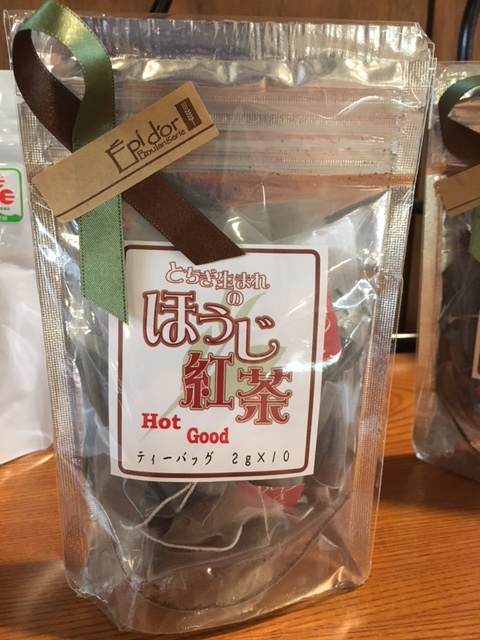 Épi d'or
Boulangerie
とちぎ生まれ
の
ほうじ
紅茶
Hot
Good
ティーバッグ 2g×10